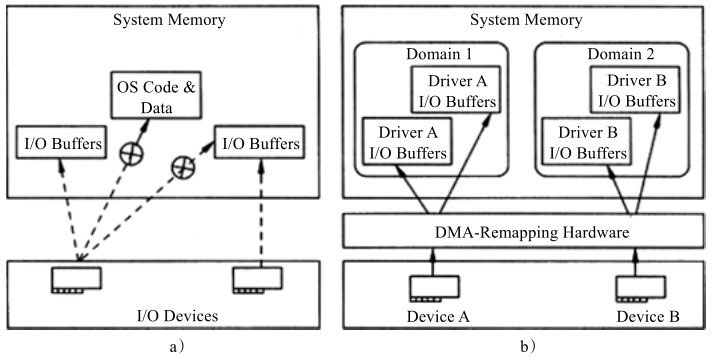 System Memory
OS Code &
Data
I/O Buffers
I/O Buffers
I/O Devices
a)
System Memory
Domain 1
Driver A
I/O Buffers
Driver A
I/O Buffers
Domain 2
Driver B
I/O Buffers
Driver B
I/O Buffers
DMA-Remapping Hardware
Device A
Device B
b)